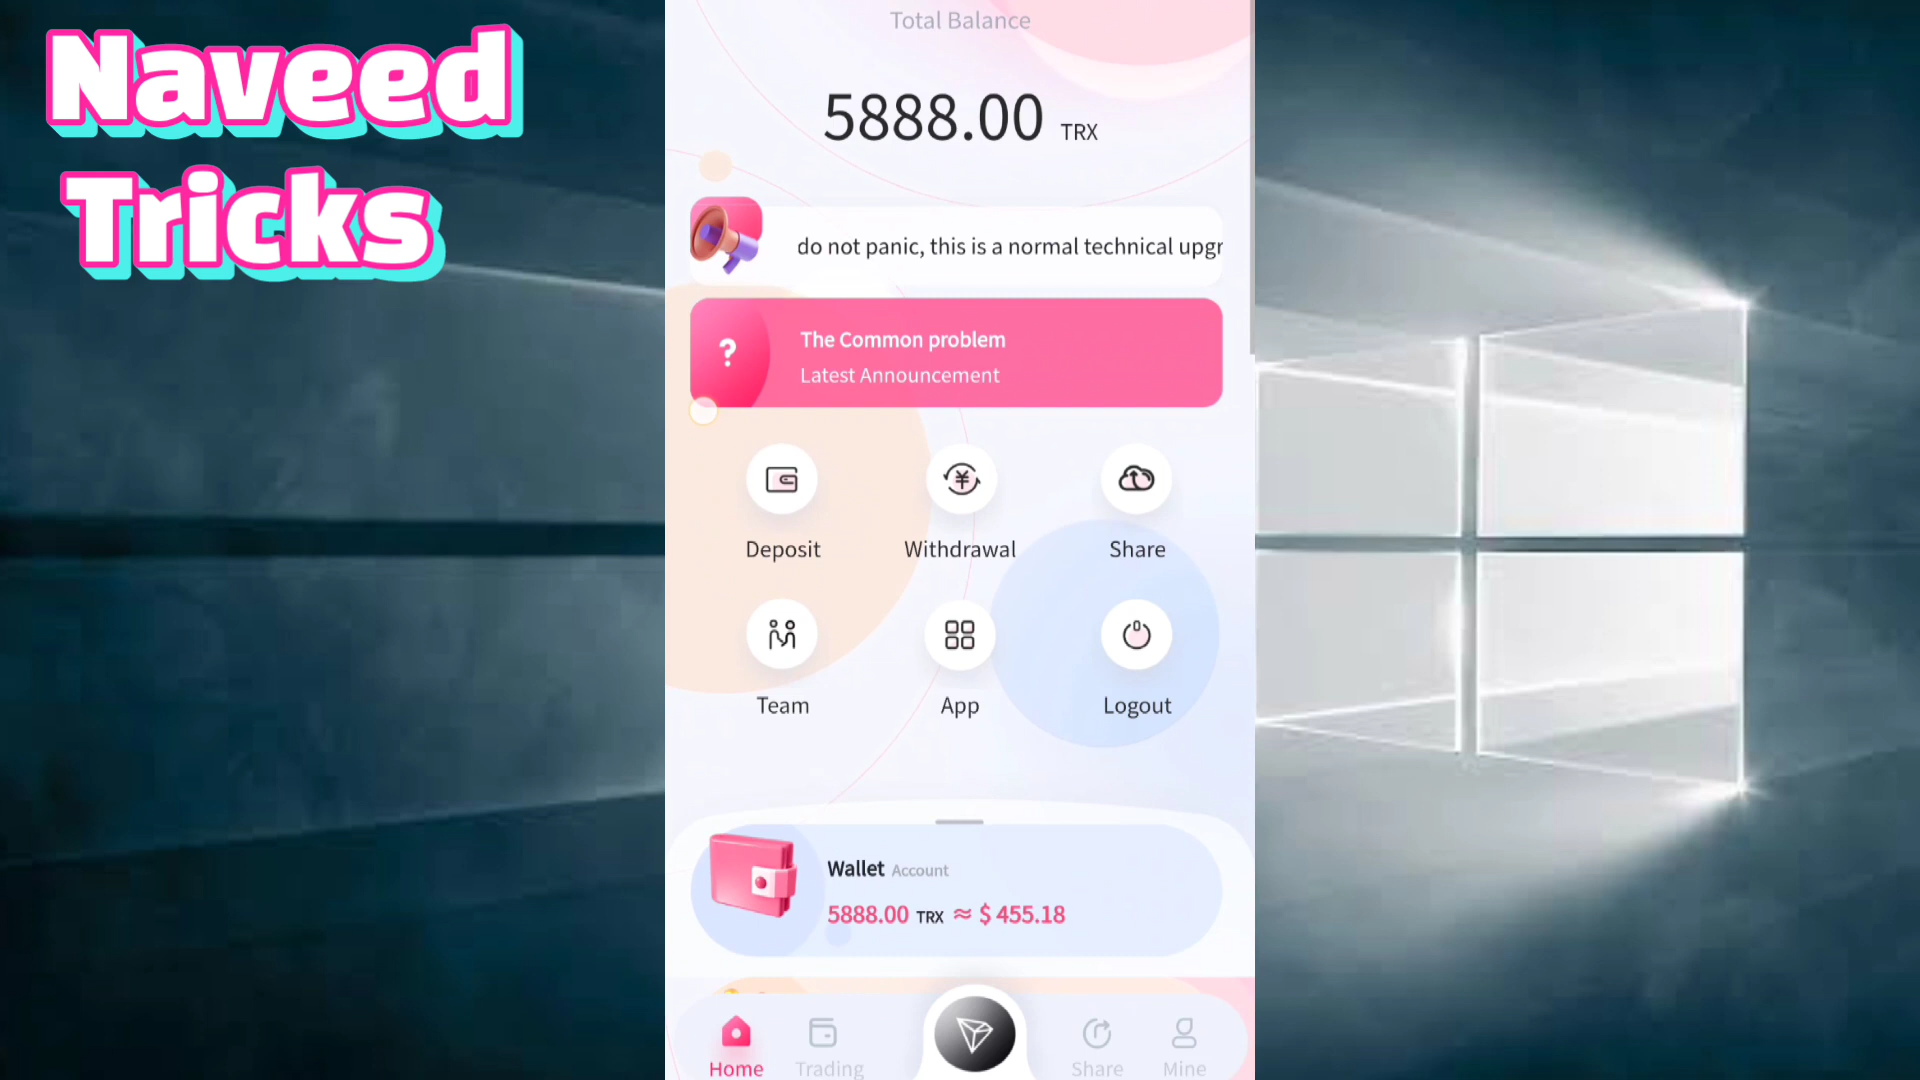 Naveed
Tricks
Total Balance
5888.00 TRX
do not panic, this is a normal technical upgr
?
The Common problem
Latest Announcement
Deposit
Withdrawal
Share
Team
App
Logout
Wallet Account
5888.00 TRX ≈ $ 455.18
Home
Trading
Share
Mine